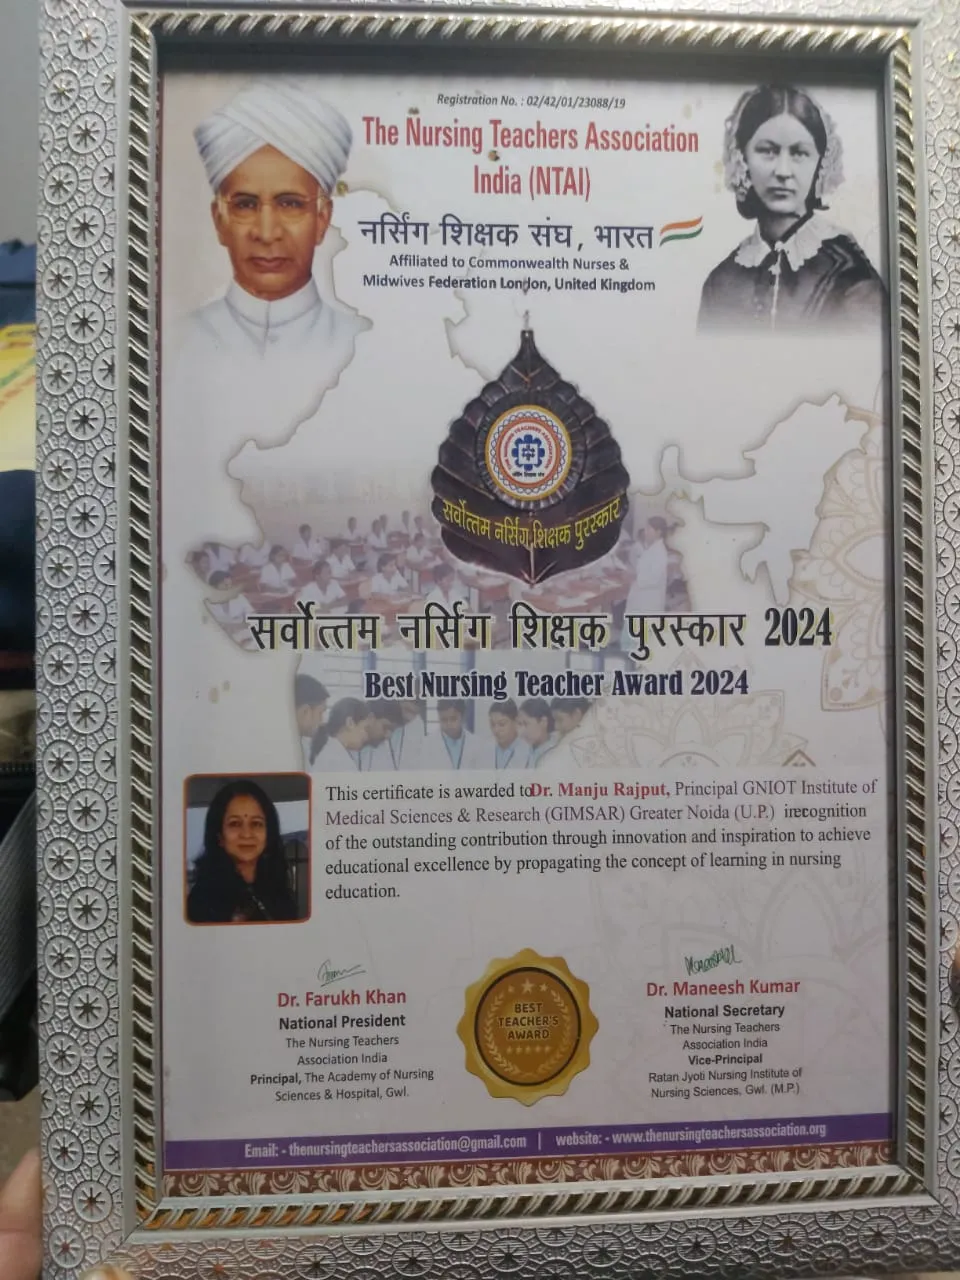 Registration No. : 02/42/01/23088/19
The Nursing Teachers Association
India (NTAI)
नर्सिंग शिक्षक संघ, भारत
Affiliated to Commonwealth Nurses &
Midwives Federation London, United Kingdom
THE NURSING TEACHERS ASSOCIATION
सर्वोत्तम नर्सिंग शिक्षक पुरस्कार
सर्वोत्तम नर्सिंग शिक्षक पुरस्कार 2024
Best Nursing Teacher Award 2024
This certificate is awarded to Dr. Manju Rajput, Principal GNIOT Institute of
Medical Sciences & Research (GIMSAR) Greater Noida (U.P.) inrecognition
of the outstanding contribution through innovation and inspiration to achieve
educational excellence by propagating the concept of learning in nursing
education.
Dr. Farukh Khan
National President
The Nursing Teachers
Association India
Principal, The Academy of Nursing
Sciences & Hospital, Gwl.
BEST
TEACHER'S
AWARD
Dr. Maneesh Kumar
National Secretary
The Nursing Teachers
Association India
Vice-Principal
Ratan Jyoti Nursing Institute of
Nursing Sciences, Gwl. (M.P.)
Email: - thenursingteachersassociation@gmail.com | website: - www.thenursingteachersassociation.org